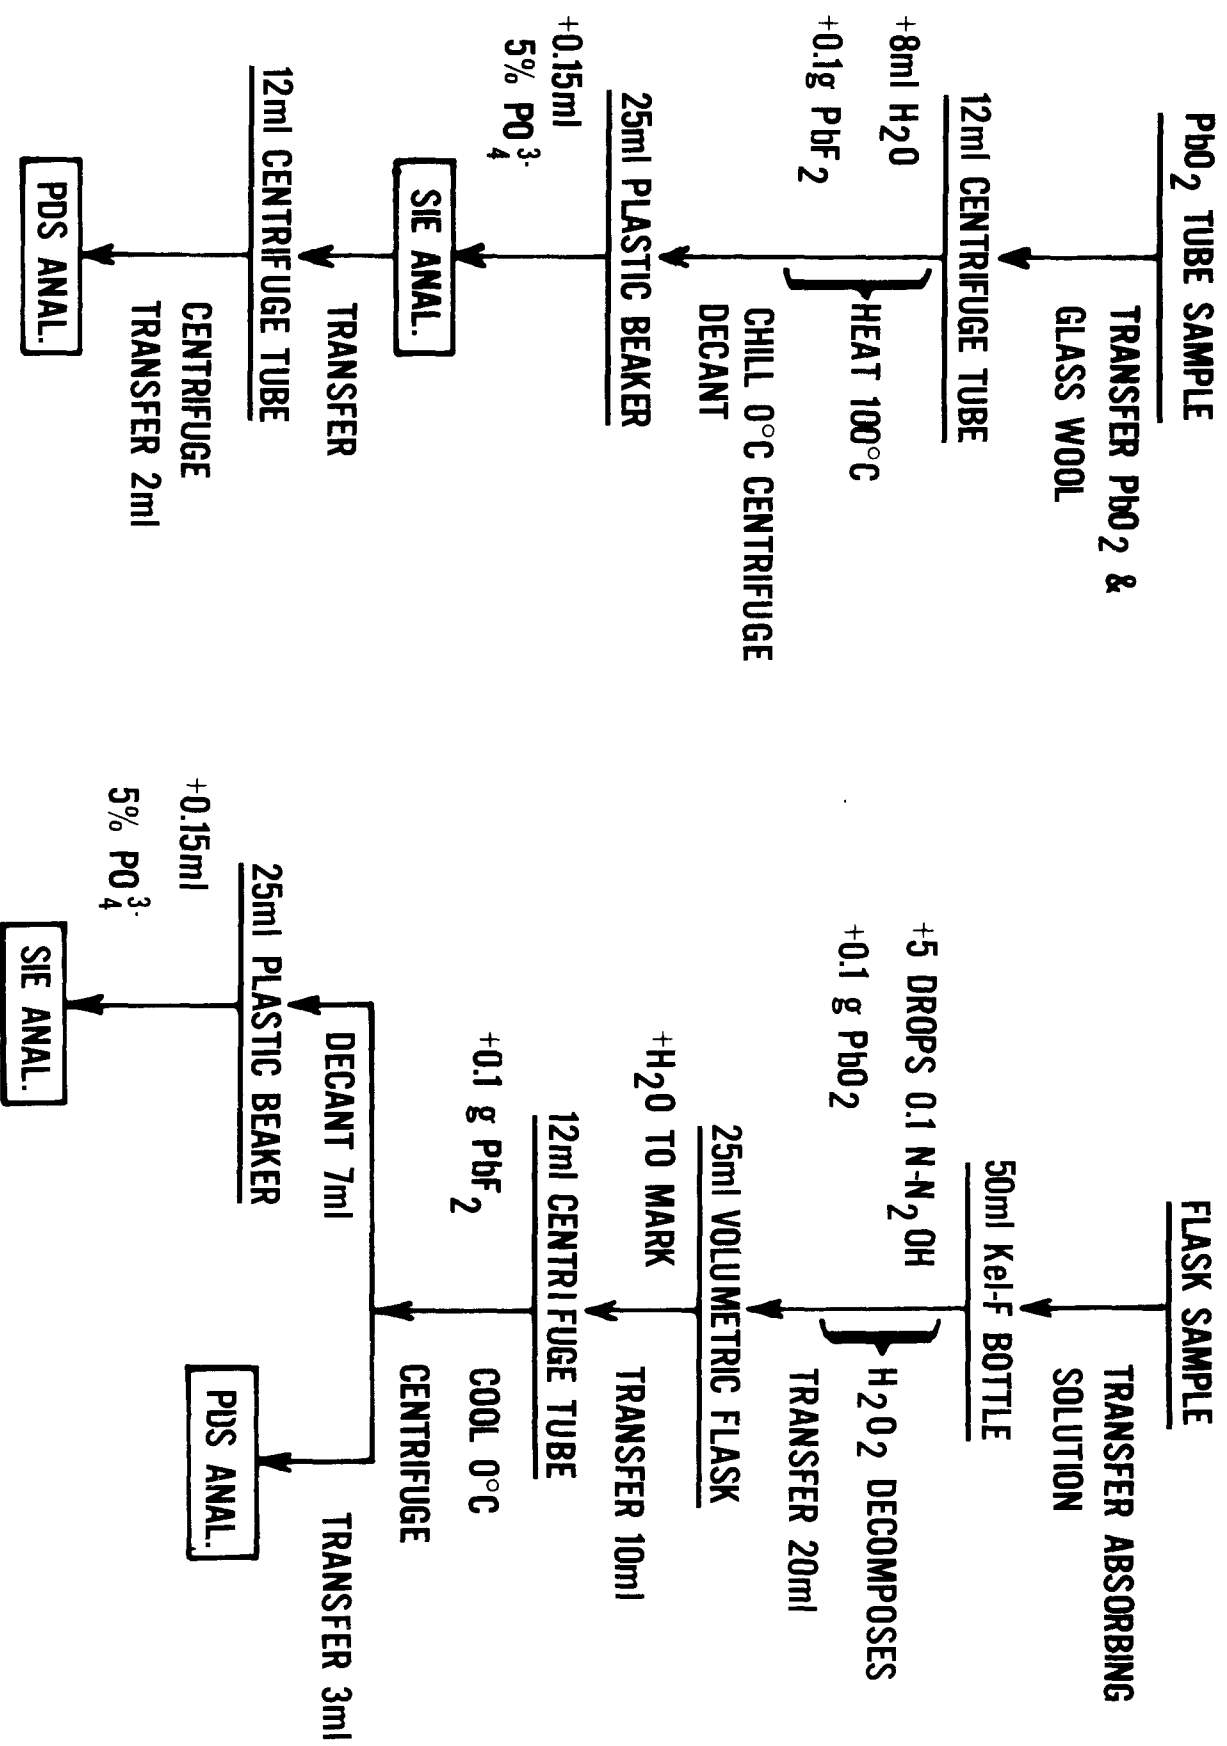 PbO2 TUBE SAMPLE
TRANSFER PbO2 &
GLASS WOOL
12ml CENTRIFUGE TUBE
+8ml H2O
+0.1g PbF2
HEAT 100°C
CHILL 0°C CENTRIFUGE
DECANT
25ml PLASTIC BEAKER
+0.15ml
5% PO4 3-
SIE ANAL.
TRANSFER
12ml CENTRIFUGE TUBE
CENTRIFUGE
TRANSFER 2ml
PDS ANAL.
FLASK SAMPLE
TRANSFER ABSORBING
SOLUTION
50ml Kel-F BOTTLE
+5 DROPS 0.1 N-N2OH
+0.1 g PbO2
H2O2 DECOMPOSES
TRANSFER 20ml
25ml VOLUMETRIC FLASK
+H2O TO MARK
TRANSFER 10ml
12ml CENTRIFUGE TUBE
+0.1 g PbF2
COOL 0°C
CENTRIFUGE
DECANT 7ml
TRANSFER 3ml
25ml PLASTIC BEAKER
PDS ANAL.
+0.15ml
5% PO4 3-
SIE ANAL.